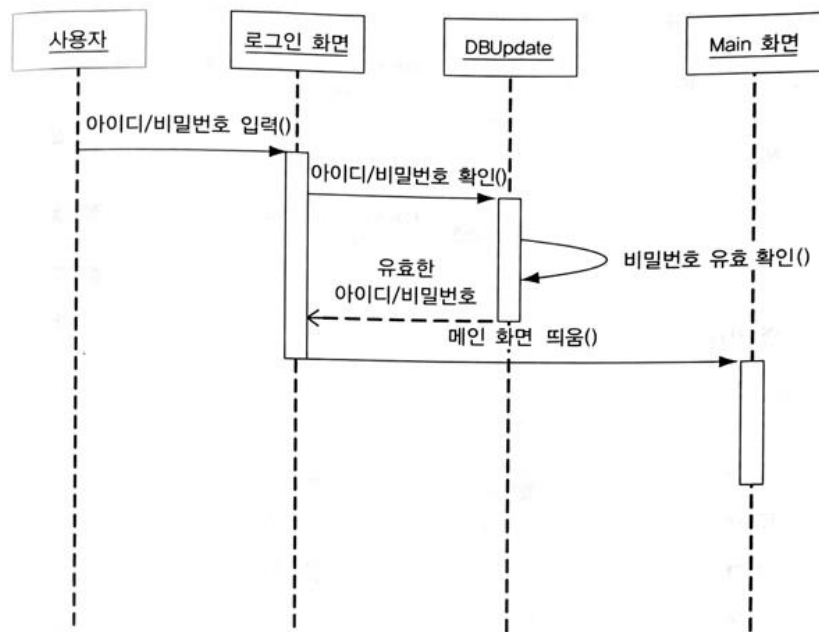 사용자
로그인 화면
DBUpdate
Main 화면
아이디/비밀번호 입력()
아이디/비밀번호 확인()
비밀번호 유효 확인()
유효한
아이디/비밀번호
메인 화면 띄움()